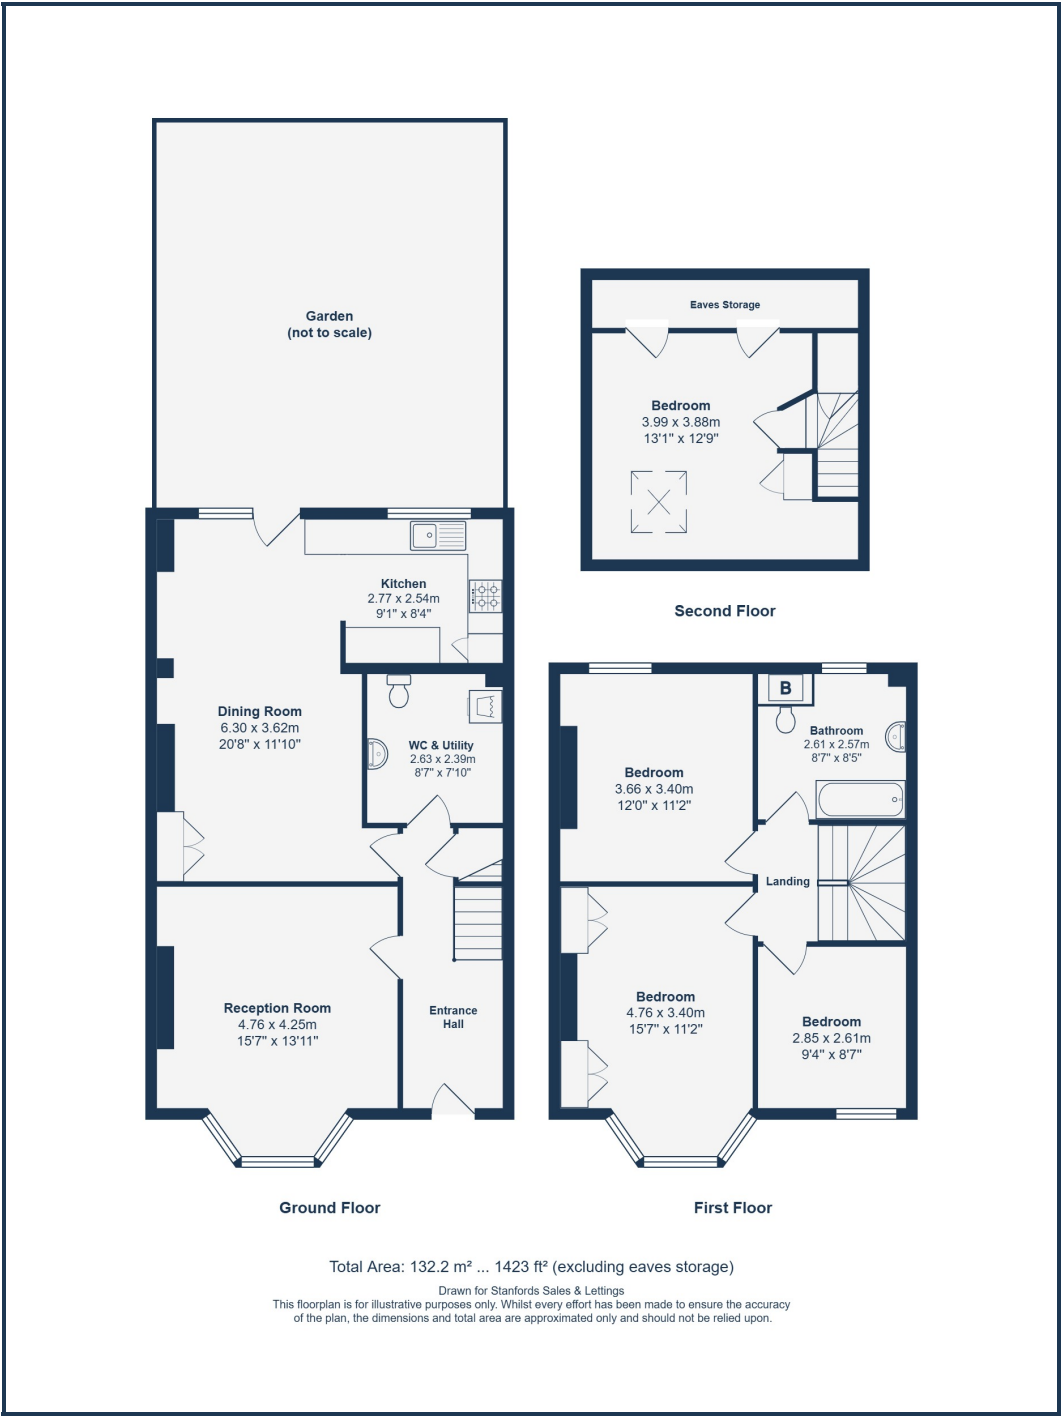 Garden
(not to scale)
Eaves Storage
Bedroom
3.99 x 3.88m
13'1" x 12'9"
Second Floor
Kitchen
2.77 x 2.54m
9'1" x 8'4"
Dining Room
6.30 x 3.62m
20'8" x 11'10"
WC & Utility
2.63 x 2.39m
8'7" x 7'10"
Reception Room
4.76 x 4.25m
15'7" x 13'11"
Entrance
Hall
Ground Floor
B
Bathroom
2.61 x 2.57m
8'7" x 8'5"
Bedroom
3.66 x 3.40m
12'0" x 11'2"
Landing
Bedroom
4.76 x 3.40m
15'7" x 11'2"
Bedroom
2.85 x 2.61m
9'4" x 8'7"
First Floor
Total Area: 132.2 m² ... 1423 ft² (excluding eaves storage)
Drawn for Stanfords Sales & Lettings
This floorplan is for illustrative purposes only. Whilst every effort has been made to ensure the accuracy
of the plan, the dimensions and total area are approximated only and should not be relied upon.